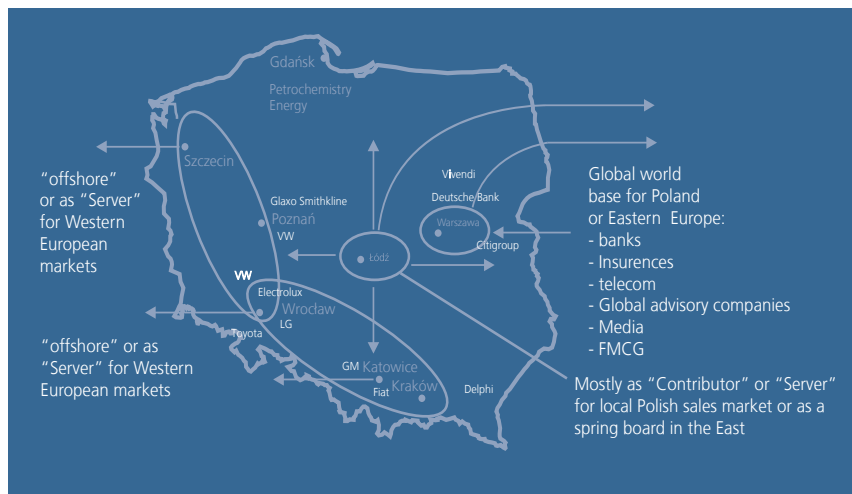 Gdańsk
Petrochemistry
Energy
Szczecin
"offshore"
or as "Server"
for Western
European
markets
Vivendi
Deutsche Bank
Glaxo Smithkline
Poznań
VW
Warszawa
Citigroup
Łódź
Global world
base for Poland
or Eastern Europe:
- banks
- Insurences
- telecom
- Global advisory companies
- Media
- FMCG
VW
Electrolux
Wrocław
LG
Toyota
"offshore" or as
"Server" for Western
European markets
GM Katowice
Fiat
Kraków
Delphi
Mostly as "Contributor" or "Server"
for local Polish sales market or as a
spring board in the East